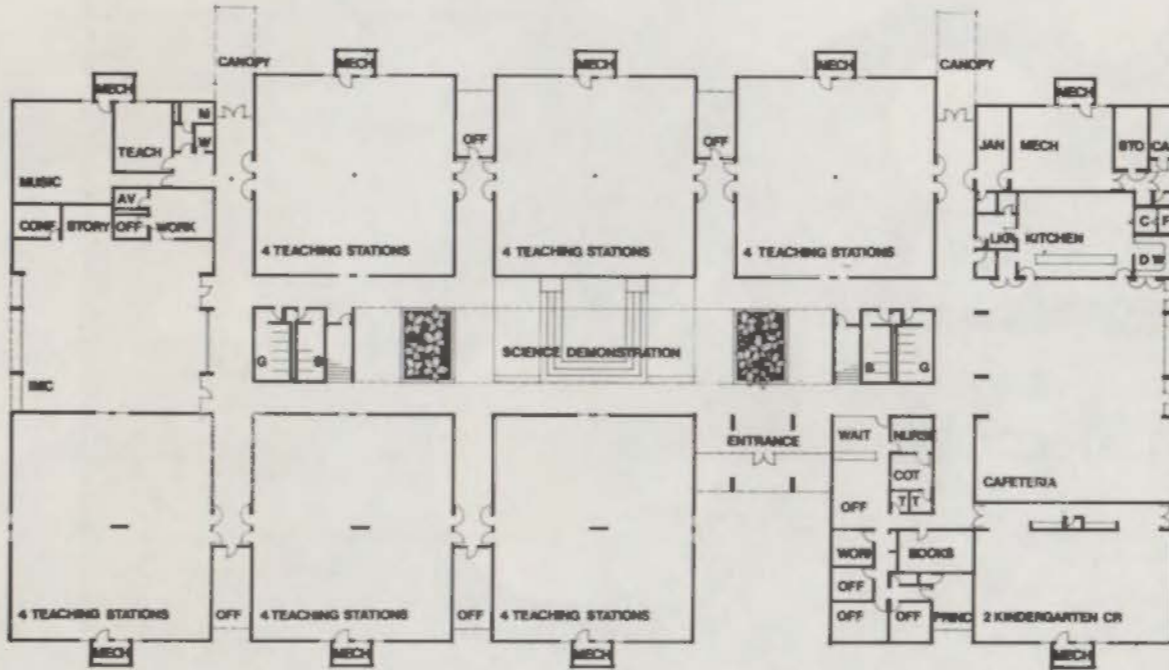 CANOPY
MECH
MECH
MECH
CANOPY
MECH
MECH
M
W
TEACH
MUSIC
AV
CONF
STORY
OFF
WORK
OFF
OFF
JAN
MECH
STO
CA
4 TEACHING STATIONS
4 TEACHING STATIONS
4 TEACHING STATIONS
LKR
KITCHEN
C
F
D W
G
B
SCIENCE DEMONSTRATION
B
G
IMC
ENTRANCE
WAIT
NURSE
COT
T
T
OFF
CAFETERIA
WORK
BOOKS
OFF
4 TEACHING STATIONS
OFF
4 TEACHING STATIONS
OFF
4 TEACHING STATIONS
OFF
OFF
PRINC
2 KINDERGARTEN CR
MECH
MECH
MECH
MECH